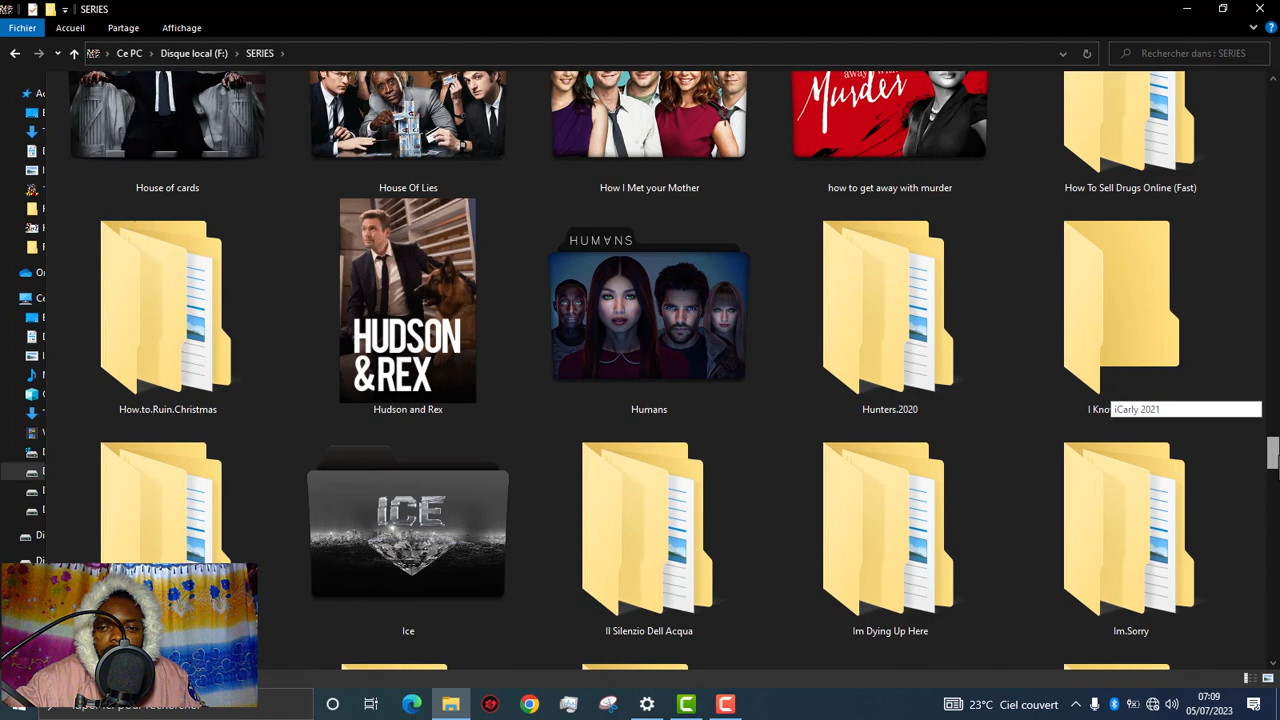 SERIES
Fichier Accueil Partage Affichage
Ce PC Disque local (F:) SERIES
Rechercher dans : SERIES
away with
Murder
House of cards
House Of Lies
How I Met your Mother
how to get away with murder
How To Sell Drugs Online (Fast)
HUDSON
&REX
HUMANS
How.to.Ruin.Christmas
Hudson and Rex
Humans
Hunters.2020
I Kno
iCarly 2021
ICE
Ice
Il Silenzio Dell Acqua
Im Dying Up Here
Im.Sorry
23°C Ciel couvert
07:09
05/07/2023